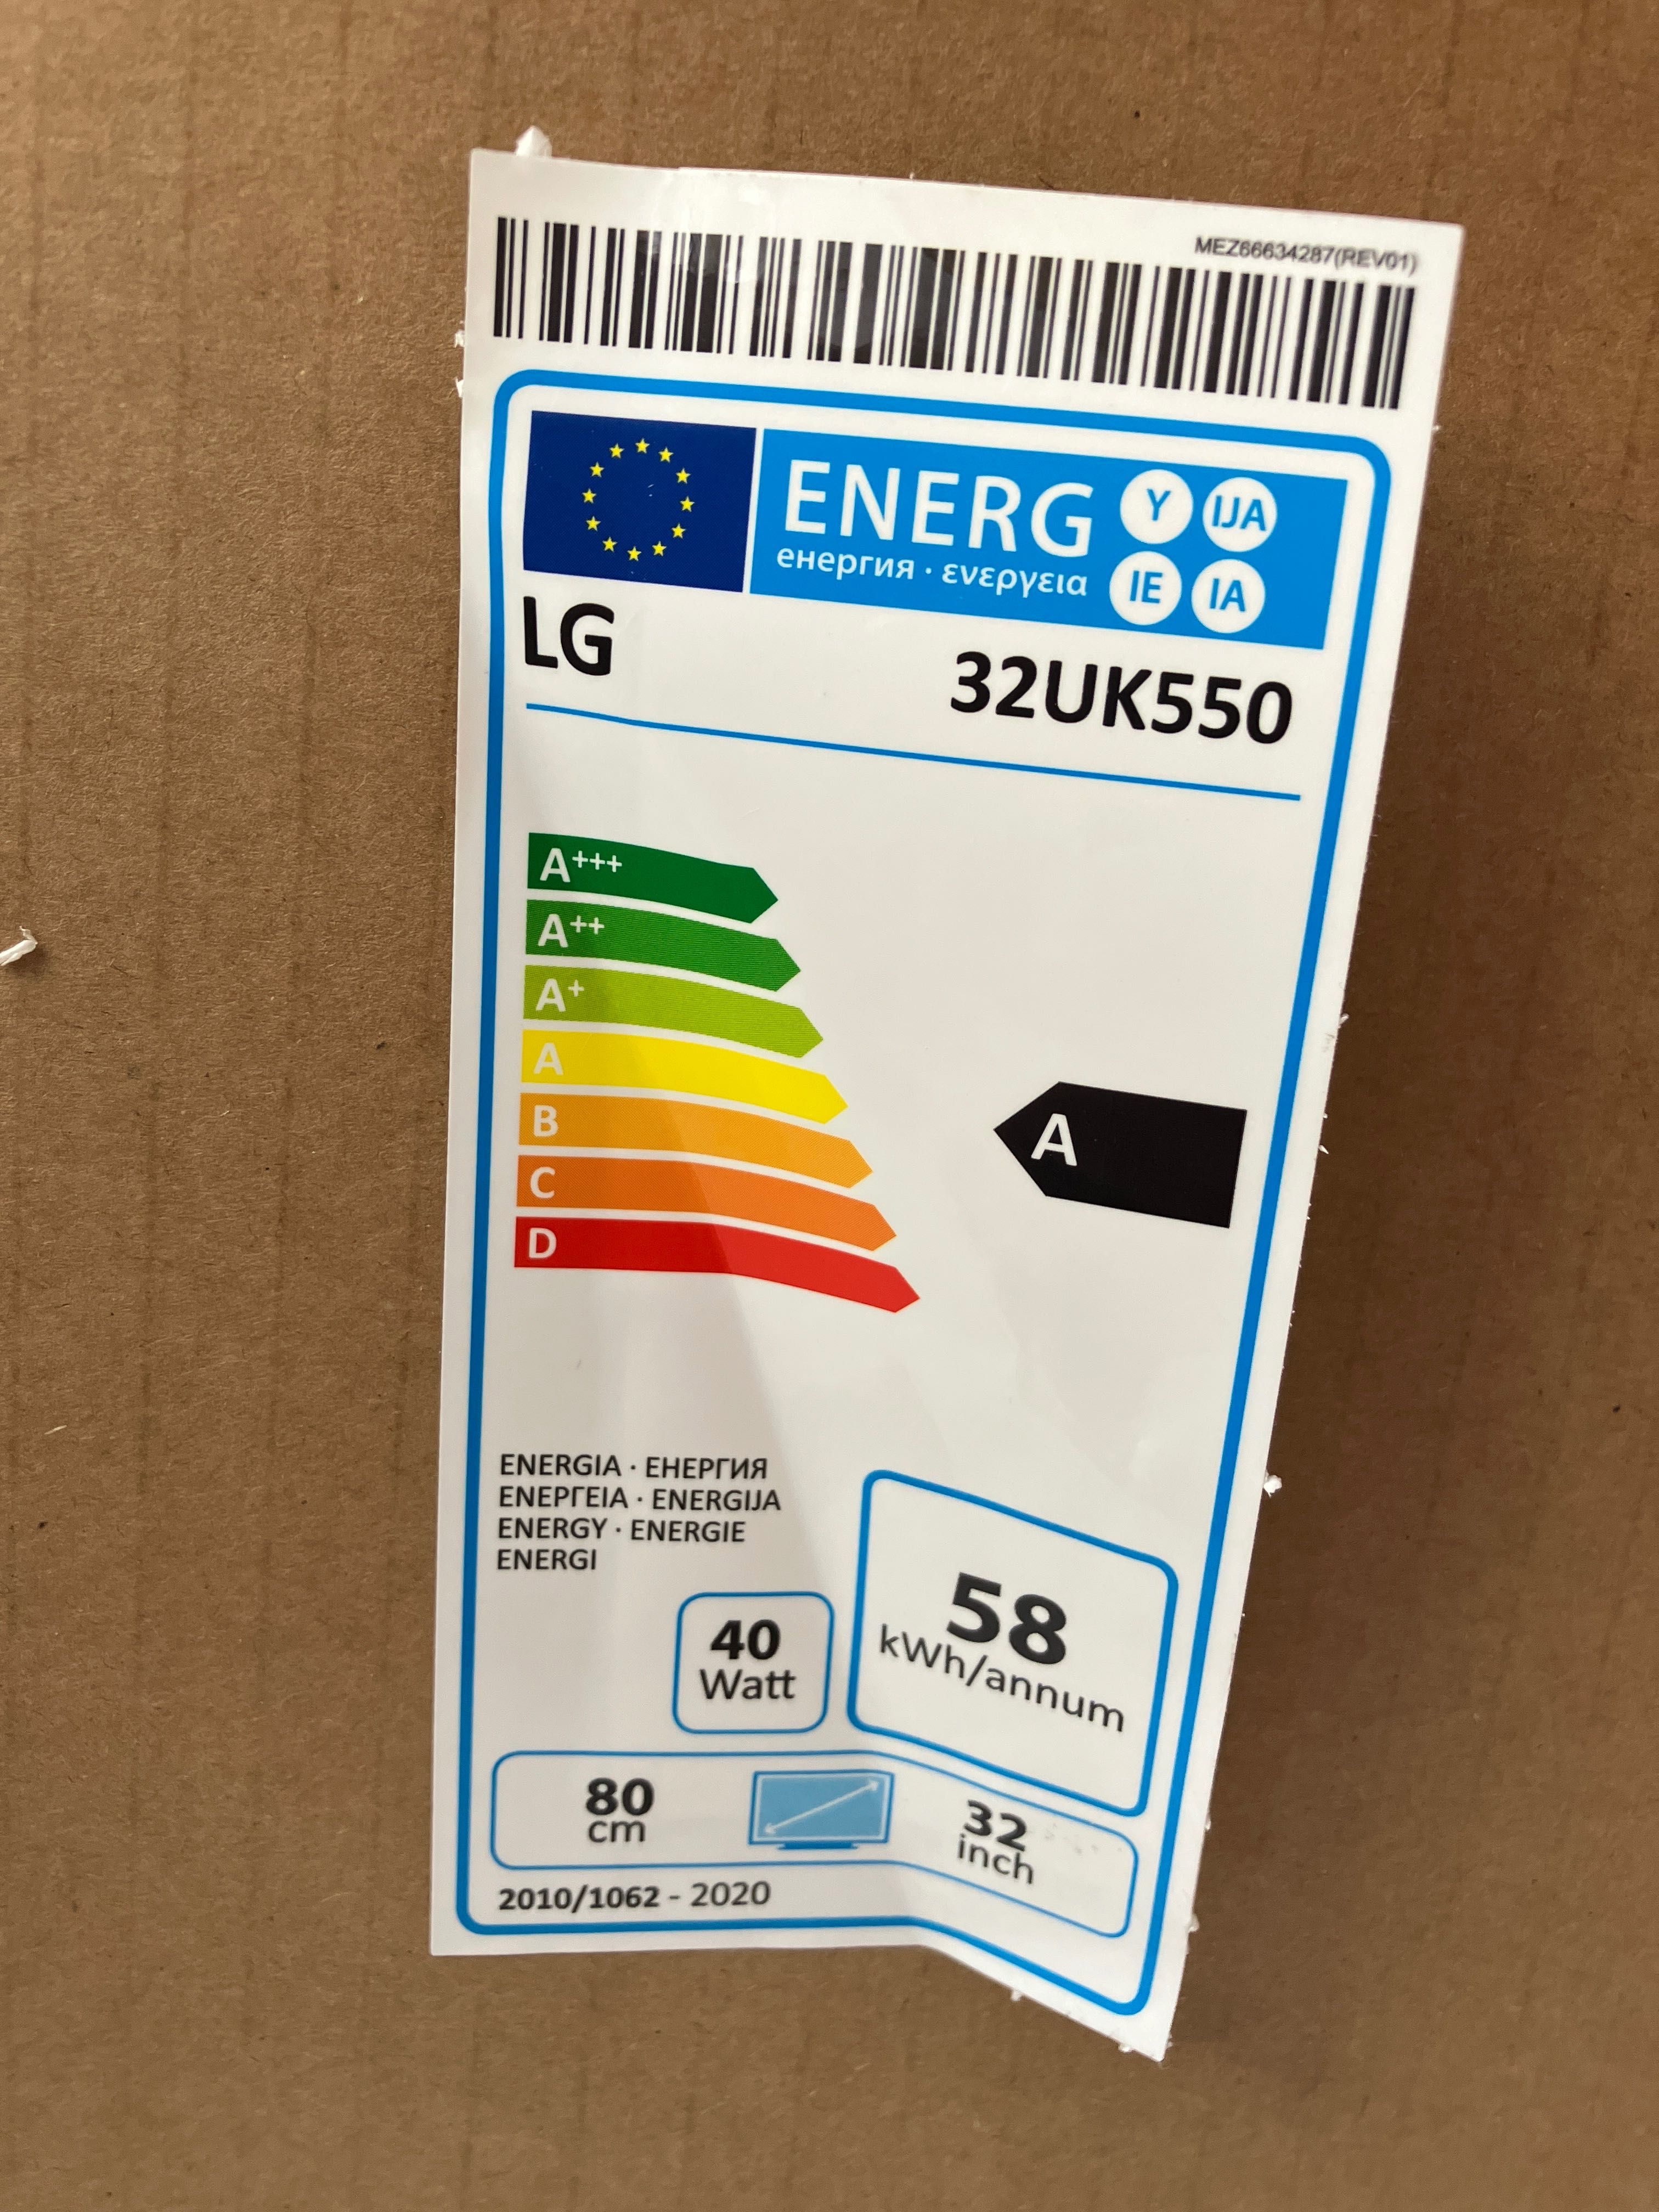 MEZ66634287(REV01)
ENERG Y IJA
енергия · ενεργεια IE IA
LG 32UK550
A+++
A++
A+
A
B
C
D
A
ENERGIA · ЕНЕРГИЯ
ΕΝΕΡΓΕΙΑ · ENERGIJA
ENERGY · ENERGIE
ENERGI
40
Watt
58
kWh/annum
80
cm
32
inch
2010/1062 - 2020